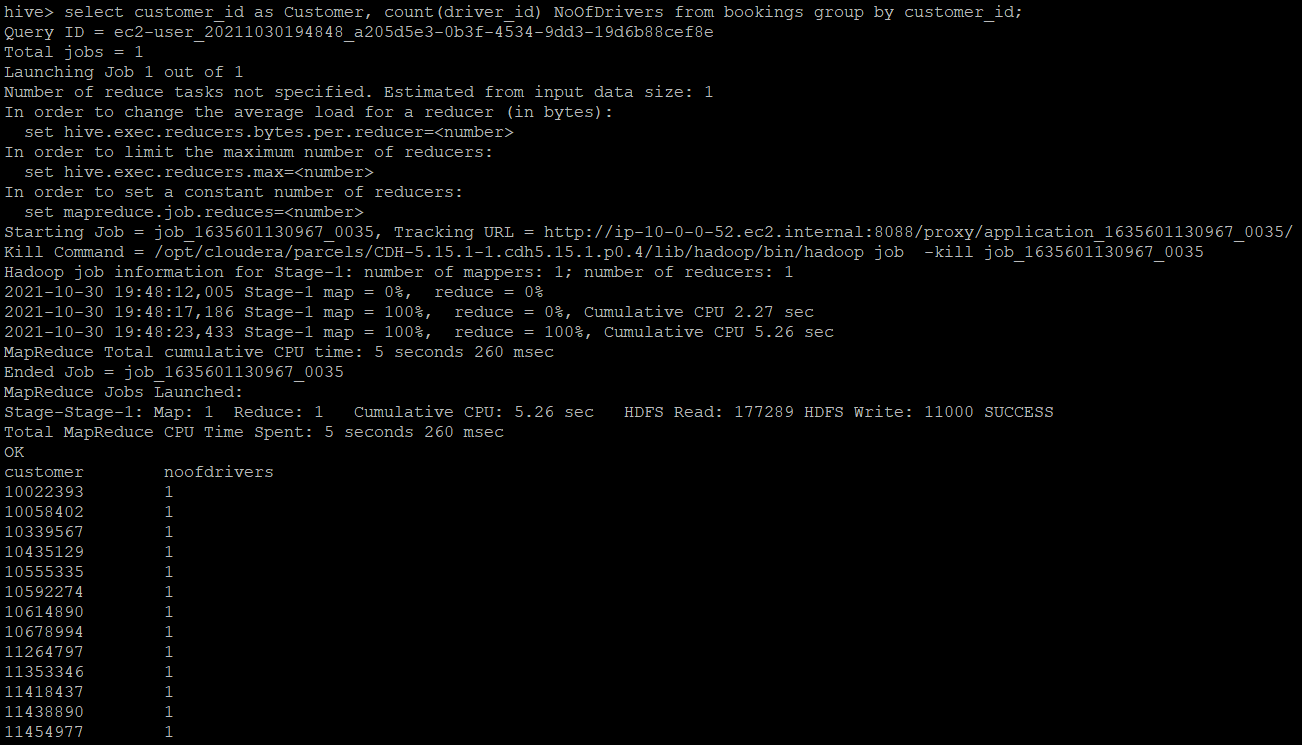 hive> select customer_id as Customer, count(driver_id) NoOfDrivers from bookings group by customer_id;
Query ID = ec2-user_20211030194848_a205d5e3-0b3f-4534-9dd3-19d6b88cef8e
Total jobs = 1
Launching Job 1 out of 1
Number of reduce tasks not specified. Estimated from input data size: 1
In order to change the average load for a reducer (in bytes):
  set hive.exec.reducers.bytes.per.reducer=<number>
In order to limit the maximum number of reducers:
  set hive.exec.reducers.max=<number>
In order to set a constant number of reducers:
  set mapreduce.job.reduces=<number>
Starting Job = job_1635601130967_0035, Tracking URL = http://ip-10-0-0-52.ec2.internal:8088/proxy/application_1635601130967_0035/
Kill Command = /opt/cloudera/parcels/CDH-5.15.1-1.cdh5.15.1.p0.4/lib/hadoop/bin/hadoop job  -kill job_1635601130967_0035
Hadoop job information for Stage-1: number of mappers: 1; number of reducers: 1
2021-10-30 19:48:12,005 Stage-1 map = 0%,  reduce = 0%
2021-10-30 19:48:17,186 Stage-1 map = 100%,  reduce = 0%, Cumulative CPU 2.27 sec
2021-10-30 19:48:23,433 Stage-1 map = 100%,  reduce = 100%, Cumulative CPU 5.26 sec
MapReduce Total cumulative CPU time: 5 seconds 260 msec
Ended Job = job_1635601130967_0035
MapReduce Jobs Launched:
Stage-Stage-1: Map: 1  Reduce: 1   Cumulative CPU: 5.26 sec   HDFS Read: 177289 HDFS Write: 11000 SUCCESS
Total MapReduce CPU Time Spent: 5 seconds 260 msec
OK
customer        noofdrivers
10022393        1
10058402        1
10339567        1
10435129        1
10555335        1
10592274        1
10614890        1
10678994        1
11264797        1
11353346        1
11418437        1
11438890        1
11454977        1